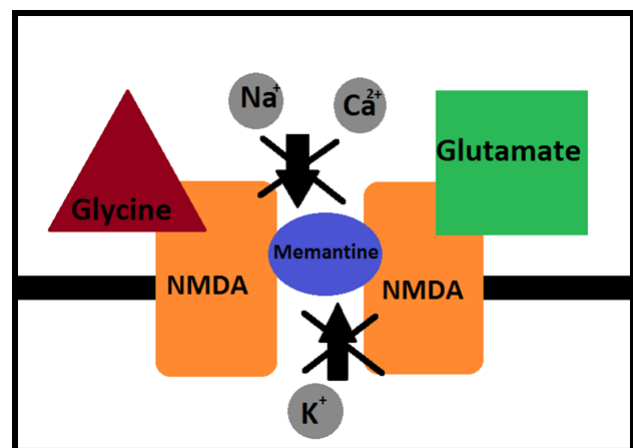 Na+
Ca2+
Glycine
Glutamate
Memantine
NMDA
NMDA
K+